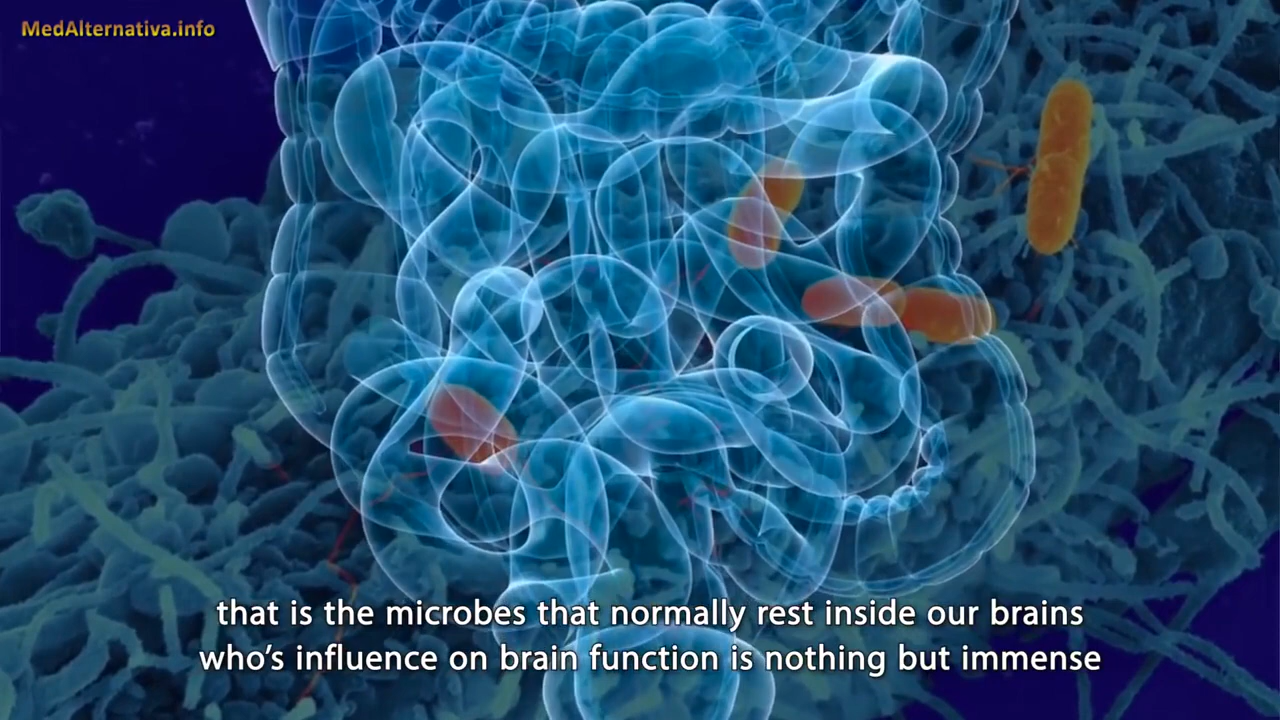 MedAlternativa.info
that is the microbes that normally rest inside our brains
who's influence on brain function is nothing but immense